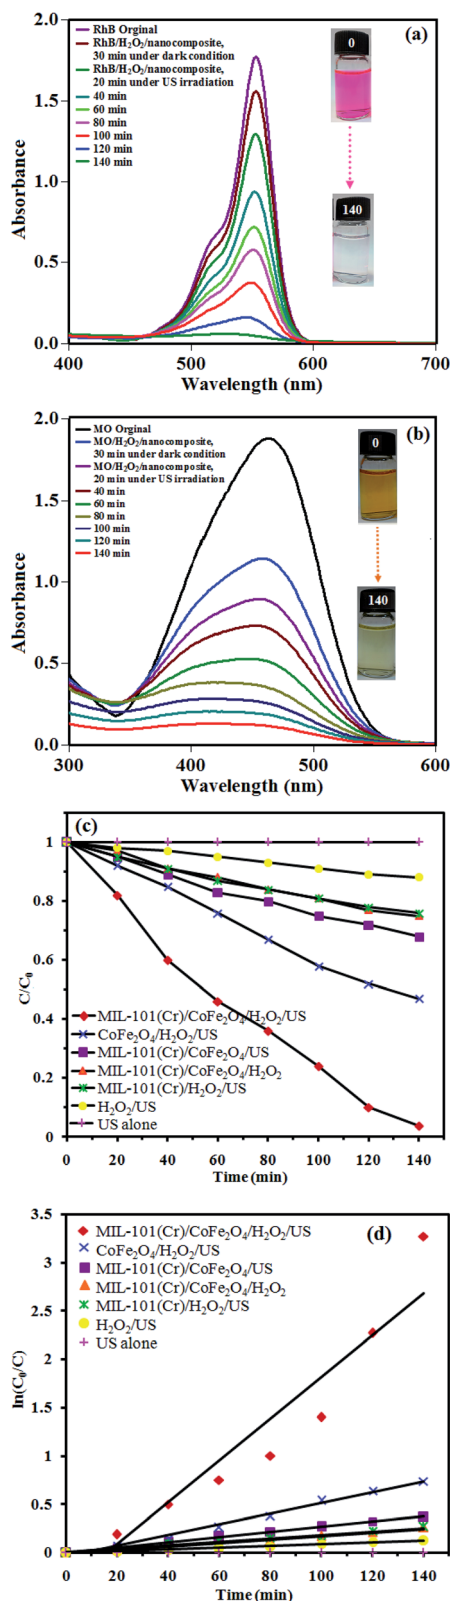 (a)
RhB Orginal
RhB/H₂O₂/nanocomposite,
30 min under dark condition
RhB/H₂O₂/nanocomposite,
20 min under US irradiation
40 min
60 min
80 min
100 min
120 min
140 min
0
140
2.0
1.5
1.0
0.5
0.0
Absorbance
400 500 600 700
Wavelength (nm)
(b)
MO Orginal
MO/H₂O₂/nanocomposite,
30 min under dark condition
MO/H₂O₂/nanocomposite,
20 min under US irradiation
40 min
60 min
80 min
100 min
120 min
140 min
0
140
2.0
1.5
1.0
0.5
0.0
Absorbance
300 400 500 600
Wavelength (nm)
(c)
1
0.8
0.6
0.4
0.2
0
C/C₀
MIL-101(Cr)/CoFe₂O₄/H₂O₂/US
CoFe₂O₄/H₂O₂/US
MIL-101(Cr)/CoFe₂O₄/US
MIL-101(Cr)/CoFe₂O₄/H₂O₂
MIL-101(Cr)/H₂O₂/US
H₂O₂/US
US alone
0 20 40 60 80 100 120 140
Time (min)
(d)
3.5
3
2.5
2
1.5
1
0.5
0
ln(C₀/C)
MIL-101(Cr)/CoFe₂O₄/H₂O₂/US
CoFe₂O₄/H₂O₂/US
MIL-101(Cr)/CoFe₂O₄/US
MIL-101(Cr)/CoFe₂O₄/H₂O₂
MIL-101(Cr)/H₂O₂/US
H₂O₂/US
US alone
0 20 40 60 80 100 120 140
Time (min)